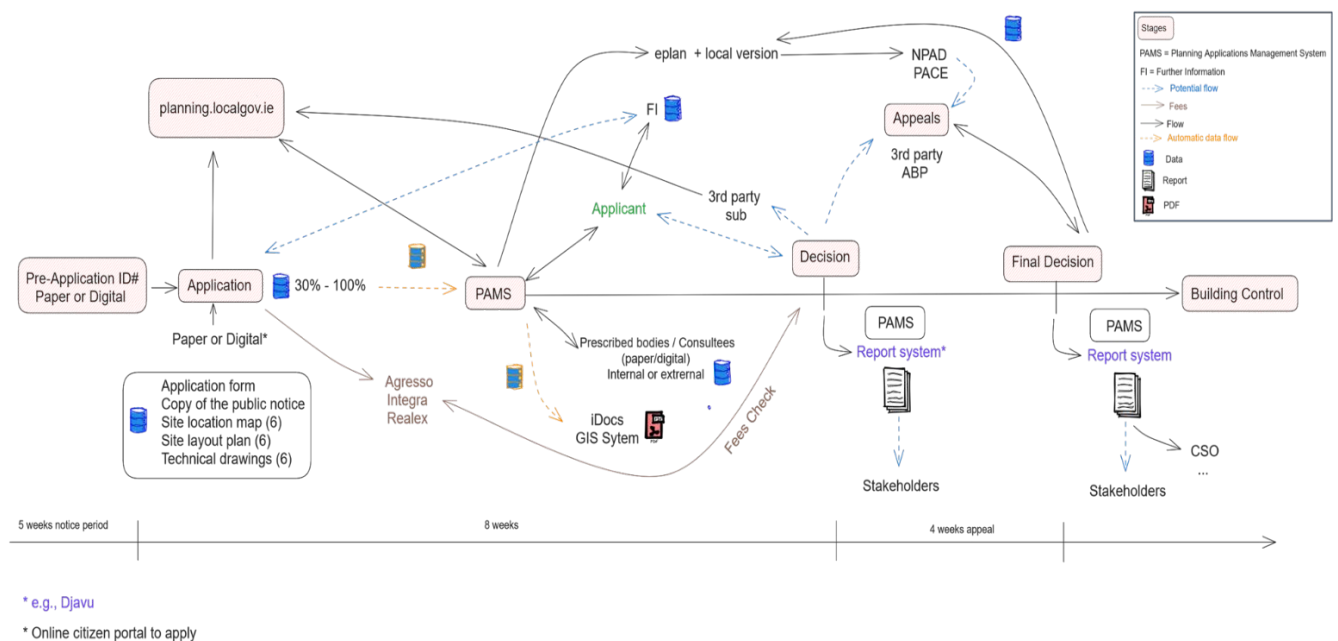 eplan + local version
NPAD
PACE
planning.localgov.ie
FI
Appeals
3rd party
ABP
Applicant
3rd party
sub
Pre-Application ID#
Paper or Digital
Application
30% - 100%
PAMS
Decision
Final Decision
Building Control
Paper or Digital*
Prescribed bodies / Consultees
(paper/digital)
Internal or extrernal
PAMS
Report system*
PAMS
Report system
Application form
Copy of the public notice
Site location map (6)
Site layout plan (6)
Technical drawings (6)
Agresso
Integra
Realex
iDocs
GIS Sytem
PDF
Fees Check
Stakeholders
CSO
...
Stakeholders
5 weeks notice period
8 weeks
4 weeks appeal
* e.g., Djavu
* Online citizen portal to apply
Stages
PAMS = Planning Applications Management System
FI = Further Information
Potential flow
Fees
Flow
Automatic data flow
Data
Report
PDF